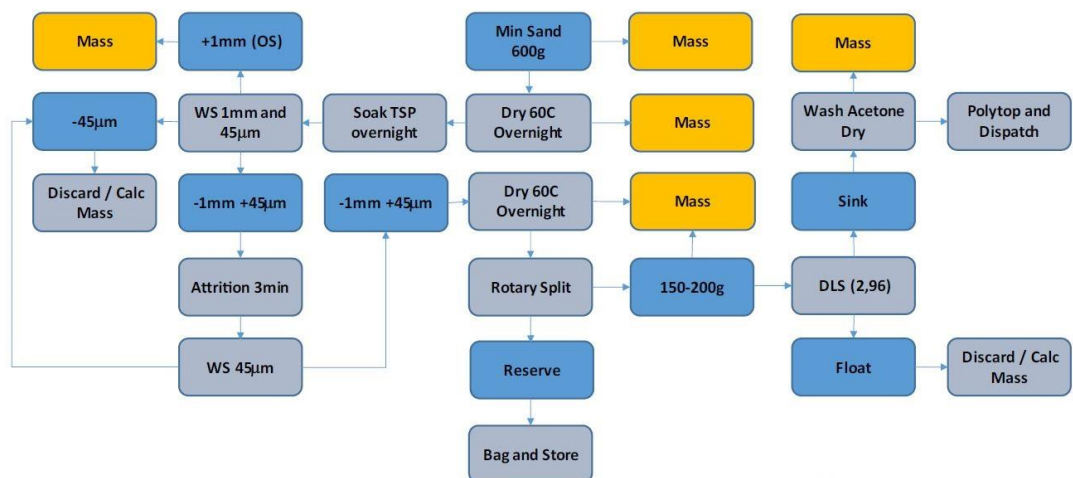 Mass
+1mm (OS)
Min Sand
600g
Mass
Mass
-45μm
WS 1mm and
45μm
Soak TSP
overnight
Dry 60C
Overnight
Mass
Wash Acetone
Dry
Polytop and
Dispatch
Discard / Calc
Mass
-1mm +45μm
-1mm +45μm
Dry 60C
Overnight
Mass
Sink
Attrition 3min
Rotary Split
150-200g
DLS (2,96)
WS 45μm
Reserve
Float
Discard / Calc
Mass
Bag and Store